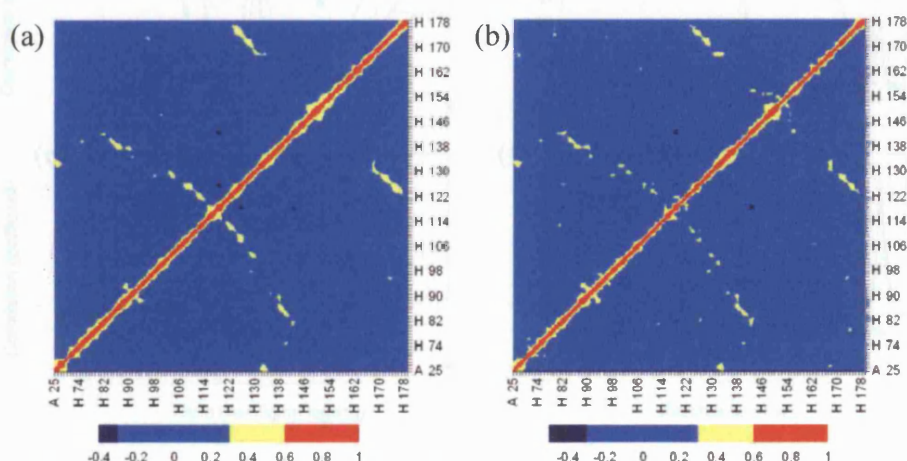 (a)
H 178
H 170
H 162
H 154
H 146
H 138
H 130
H 122
H 114
H 106
H 98
H 90
H 82
H 74
A 25
A 25
H 74
H 82
H 90
H 98
H 106
H 114
H 122
H 130
H 138
H 146
H 154
H 162
H 170
H 178
-0.4 -0.2 0 0.2 0.4 0.6 0.8 1
(b)
H 178
H 170
H 162
H 154
H 146
H 138
H 130
H 122
H 114
H 106
H 98
H 90
H 82
H 74
A 25
A 25
H 74
H 82
H 90
H 98
H 106
H 114
H 122
H 130
H 138
H 146
H 154
H 162
H 170
H 178
-0.4 -0.2 0 0.2 0.4 0.6 0.8 1